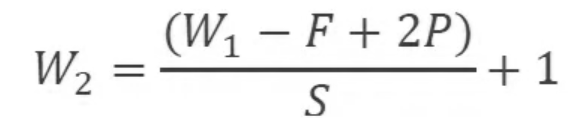 W₂ = (W₁ − F + 2P) / S + 1